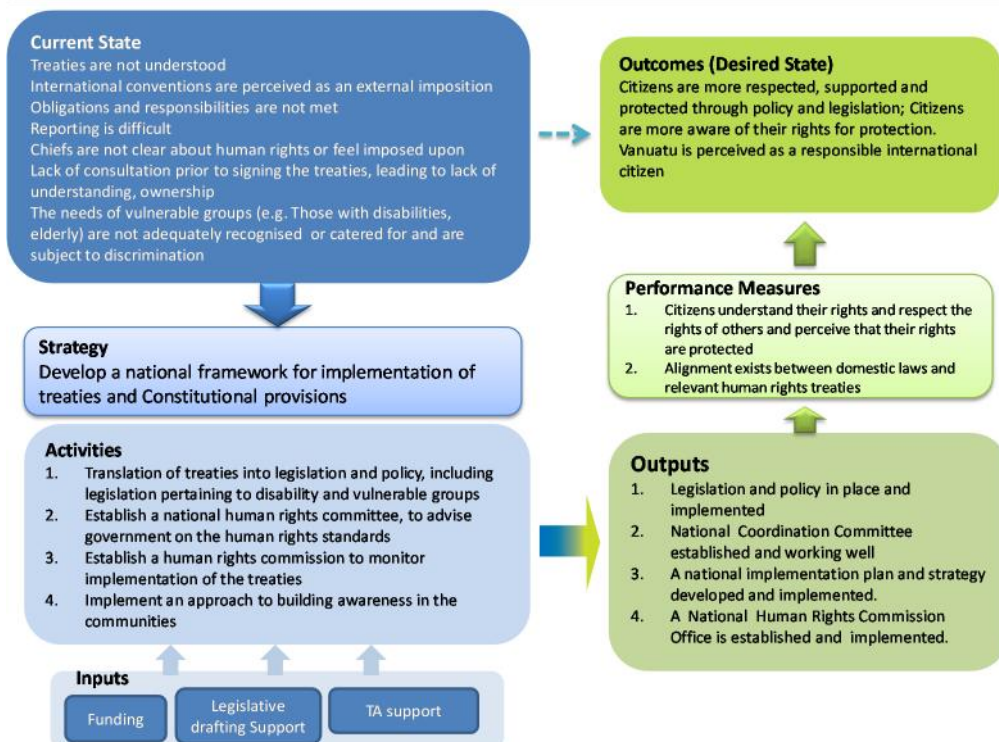 Current State
Treaties are not understood
International conventions are perceived as an external imposition
Obligations and responsibilities are not met
Reporting is difficult
Chiefs are not clear about human rights or feel imposed upon
Lack of consultation prior to signing the treaties, leading to lack of
understanding, ownership
The needs of vulnerable groups (e.g. Those with disabilities,
elderly) are not adequately recognised or catered for and are
subject to discrimination
Strategy
Develop a national framework for implementation of
treaties and Constitutional provisions
Activities
1. Translation of treaties into legislation and policy, including
legislation pertaining to disability and vulnerable groups
2. Establish a national human rights committee, to advise
government on the human rights standards
3. Establish a human rights commission to monitor
implementation of the treaties
4. Implement an approach to building awareness in the
communities
Inputs
Funding
Legislative
drafting Support
TA support
Outputs
1. Legislation and policy in place and
implemented
2. National Coordination Committee
established and working well
3. A national implementation plan and strategy
developed and implemented.
4. A National Human Rights Commission
Office is established and implemented.
Performance Measures
1. Citizens understand their rights and respect the
rights of others and perceive that their rights
are protected
2. Alignment exists between domestic laws and
relevant human rights treaties
Outcomes (Desired State)
Citizens are more respected, supported and
protected through policy and legislation; Citizens
are more aware of their rights for protection.
Vanuatu is perceived as a responsible international
citizen